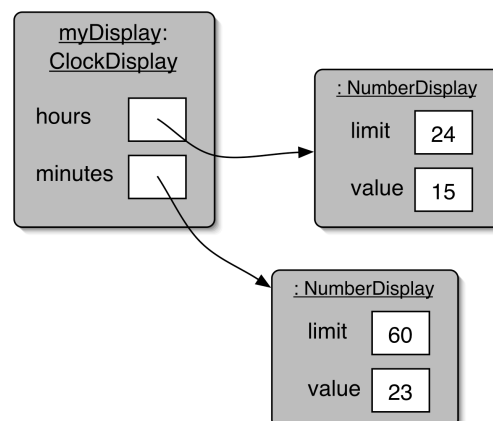 myDisplay:
ClockDisplay
hours
minutes
: NumberDisplay
limit 24
value 15
: NumberDisplay
limit 60
value 23